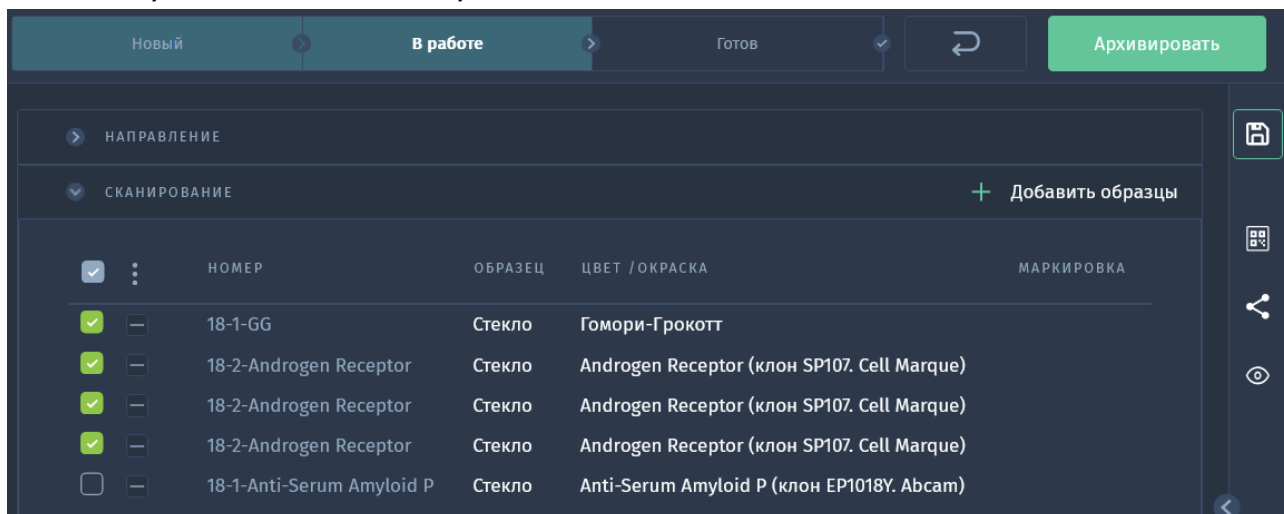 Новый В работе Готов Архивировать
НАПРАВЛЕНИЕ
СКАНИРОВАНИЕ + Добавить образцы
НОМЕР ОБРАЗЕЦ ЦВЕТ /ОКРАСКА МАРКИРОВКА
18-1-GG Стекло Гомори-Грокотт
18-2-Androgen Receptor Стекло Androgen Receptor (клон SP107. Cell Marque)
18-2-Androgen Receptor Стекло Androgen Receptor (клон SP107. Cell Marque)
18-2-Androgen Receptor Стекло Androgen Receptor (клон SP107. Cell Marque)
18-1-Anti-Serum Amyloid P Стекло Anti-Serum Amyloid P (клон EP1018Y. Abcam)